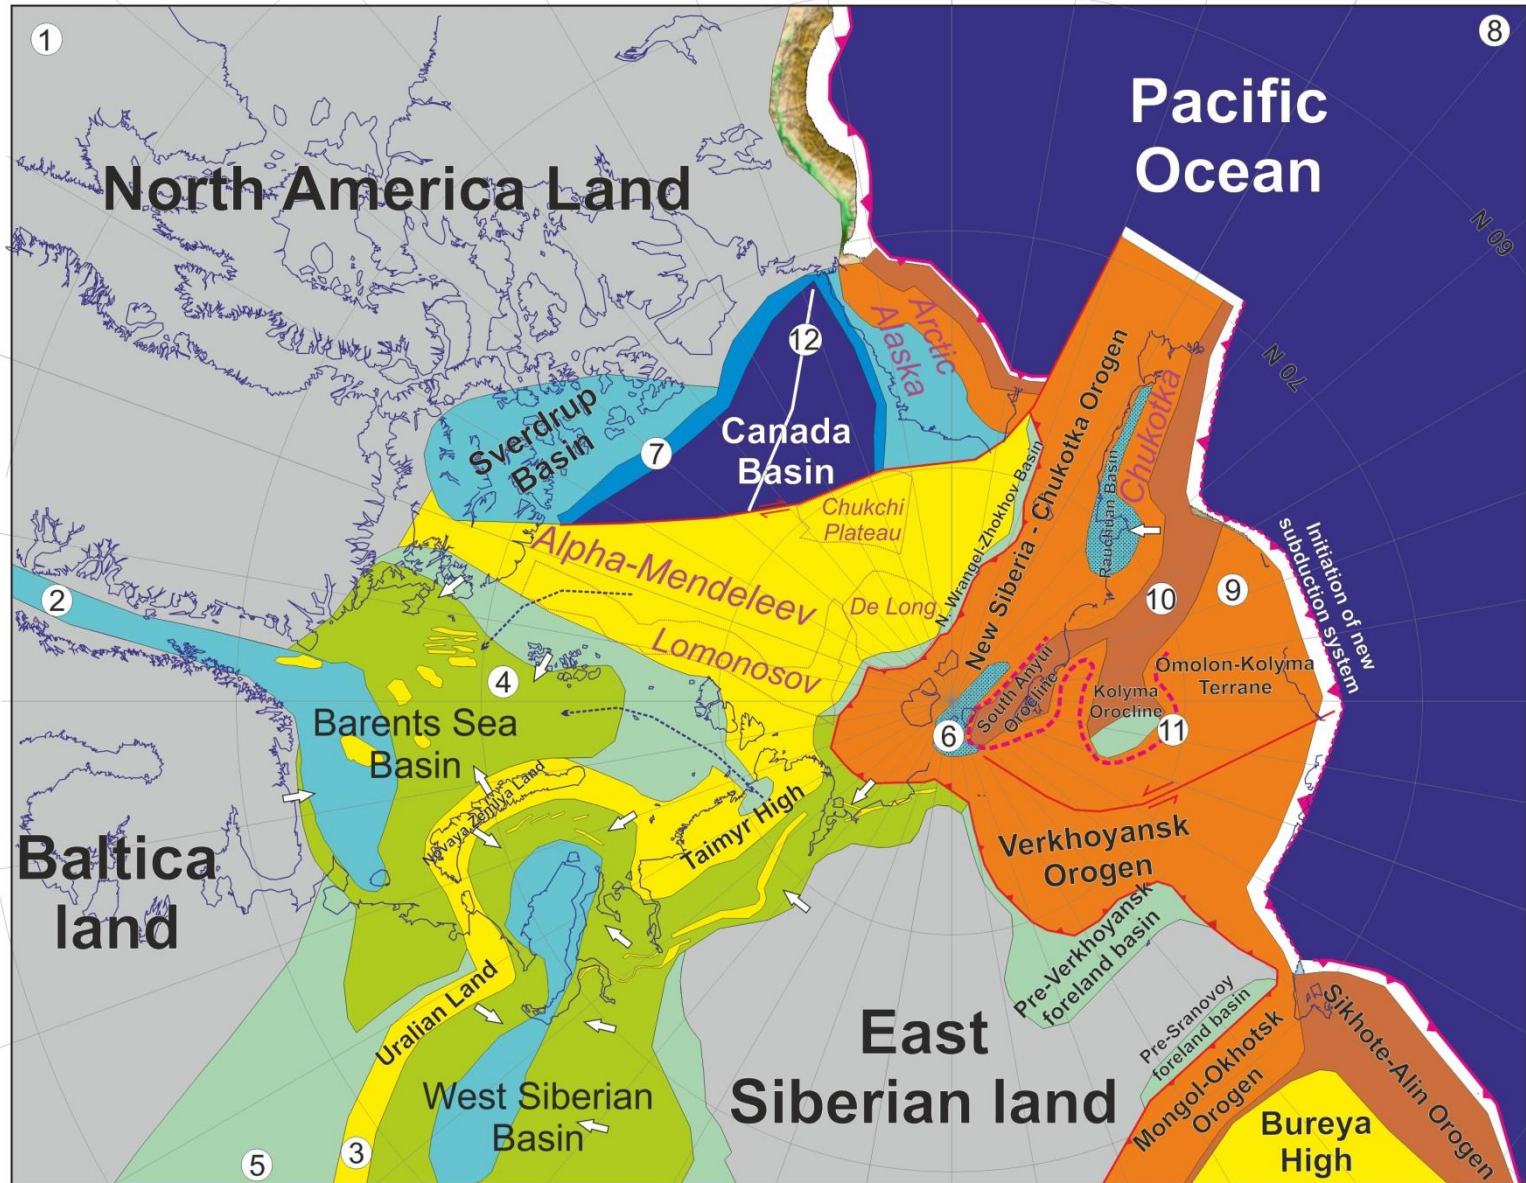 1
8
Pacific
Ocean
North America Land
60 N
70 N
12
Arctic
Alaska
Sverdrup
Basin
7
Canada
Basin
Chukotka
New Siberia - Chukotka Orogen
Rauchuan Basin
N. Wrangel-Zhokhov Basin
Chukchi
Plateau
Alpha-Mendeleev
De Long
Lomonosov
Initiation of new
subduction system
2
10
9
4
Omolon-Kolyma
Terrane
South Anyui
Orocline
Kolyma
Orocline
6
11
Barents Sea
Basin
Novaya Zemlya Land
Taimyr High
Verkhoyansk
Orogen
Baltica
land
Pre-Verkhoyansk
foreland basin
Uralian Land
East
Siberian land
Pre-Sranovoy
foreland basin
Mongol-Okhotsk
Orogen
Sikhote-Alin Orogen
West Siberian
Basin
Bureya
High
5
3